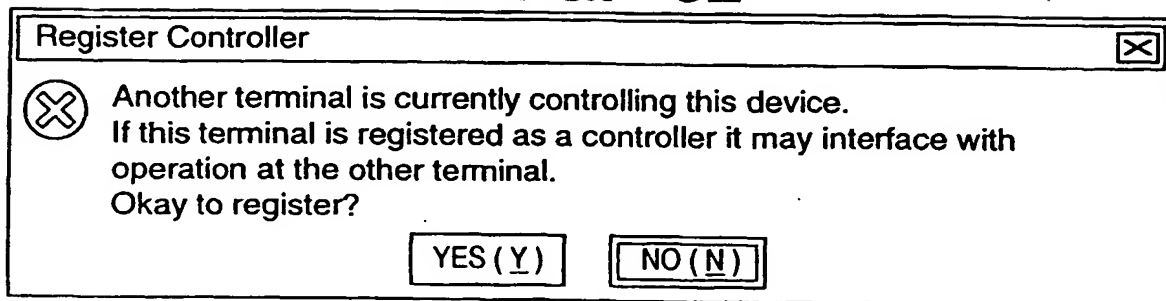 Register Controller
Another terminal is currently controlling this device.
If this terminal is registered as a controller it may interface with
operation at the other terminal.
Okay to register?
YES ( Y ) NO ( N )